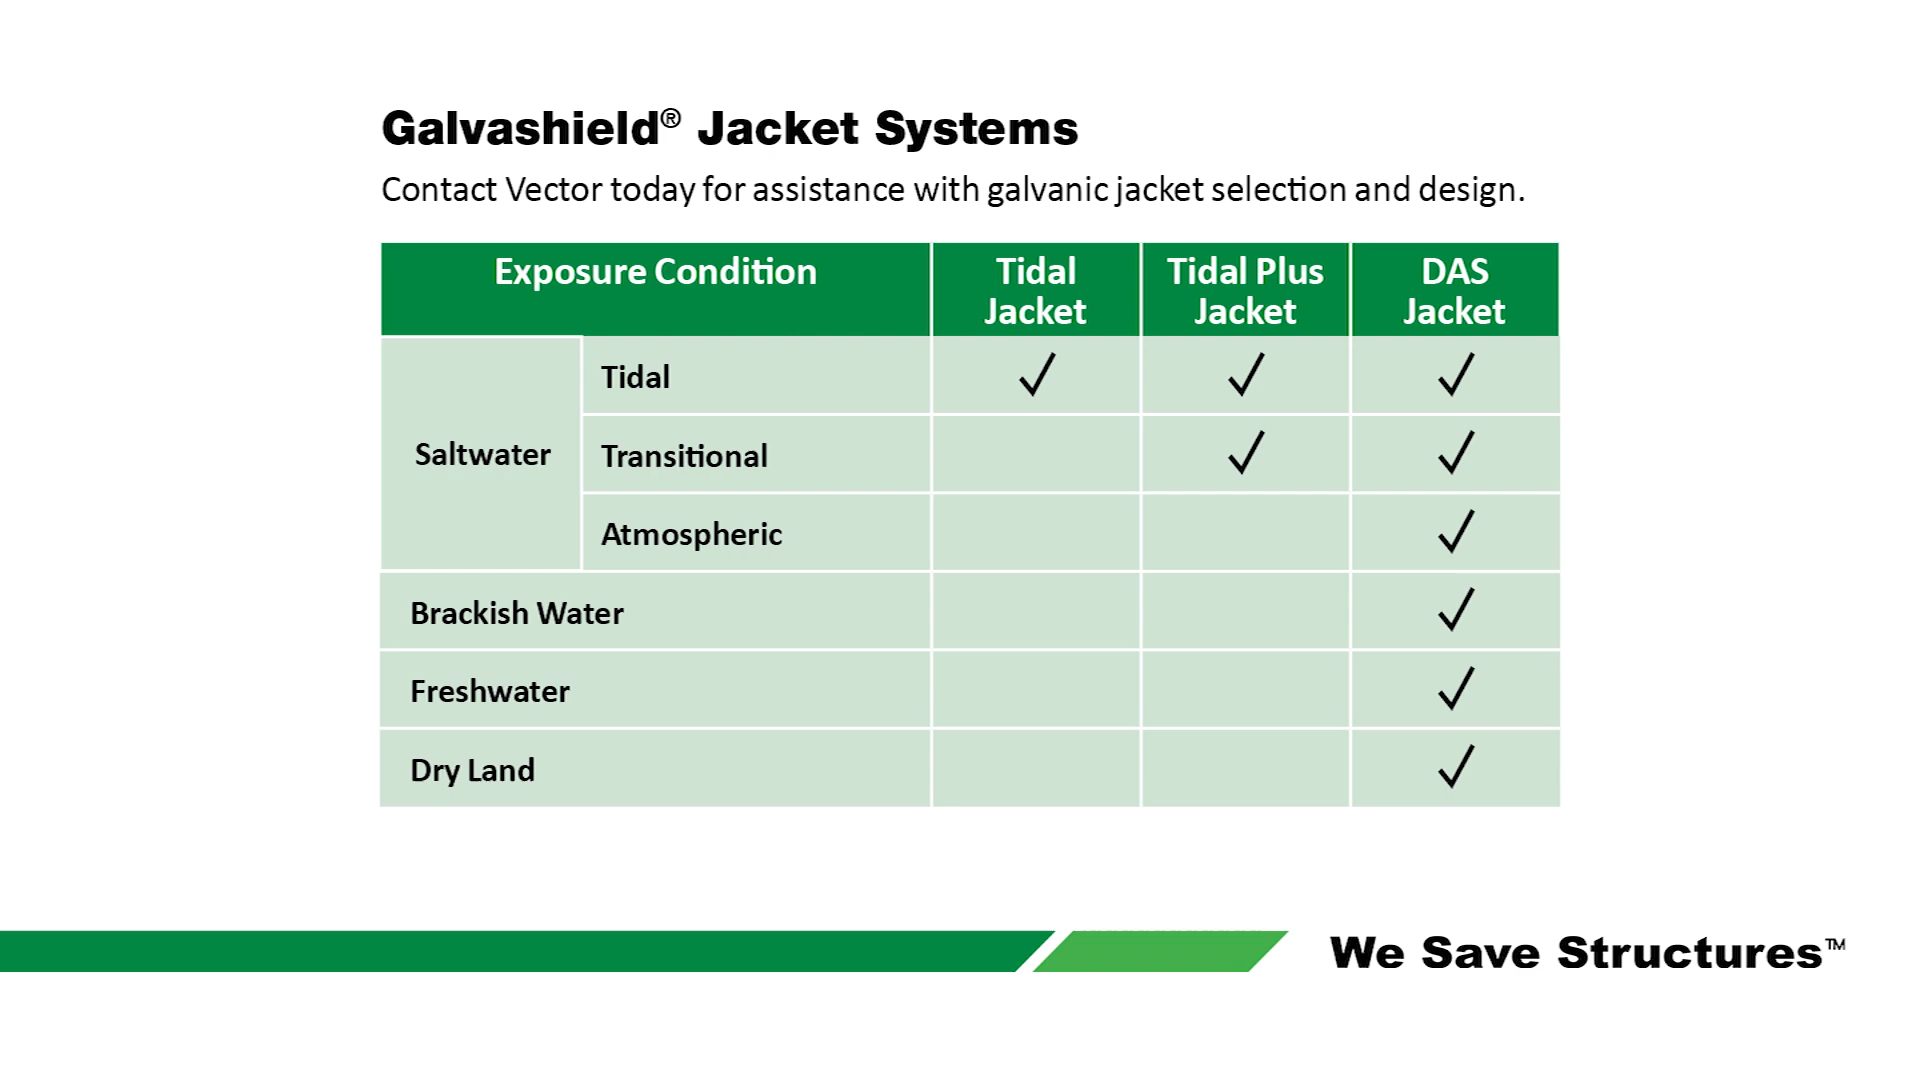 Galvashield® Jacket Systems
Contact Vector today for assistance with galvanic jacket selection and design.
Exposure Condition
Tidal
Jacket
Tidal Plus
Jacket
DAS
Jacket
Saltwater
Tidal
✓ ✓ ✓
Transitional
✓ ✓
Atmospheric
✓
Brackish Water
✓
Freshwater
✓
Dry Land
✓
We Save Structures™